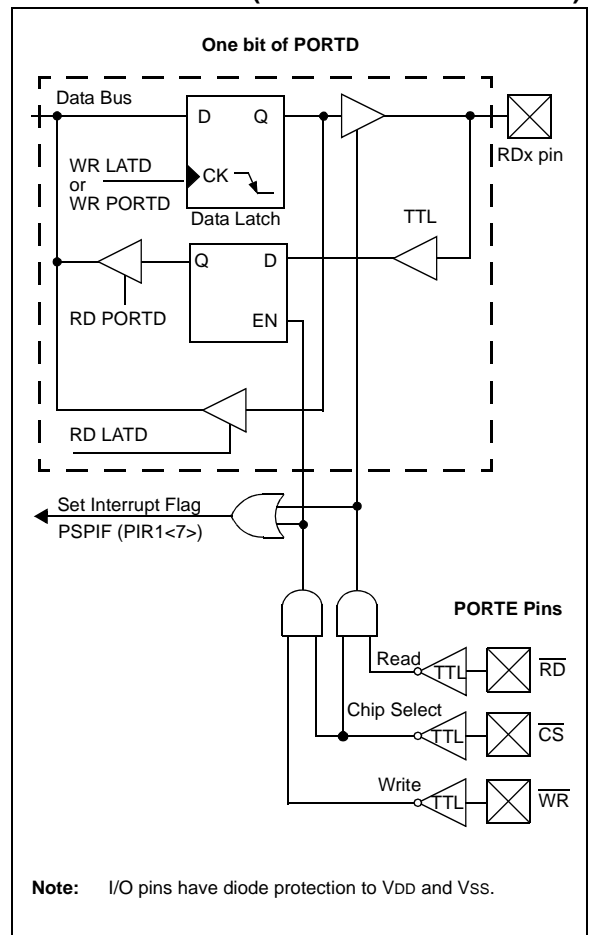 One bit of PORTD
Data Bus
D Q
RDx pin
WR LATD
or
WR PORTD
CK
Data Latch
TTL
Q D
RD PORTD
EN
RD LATD
Set Interrupt Flag
PSPIF (PIR1<7>)
PORTE Pins
Read
TTL
RD
Chip Select
TTL
CS
Write
TTL
WR
Note: I/O pins have diode protection to VDD and VSS.